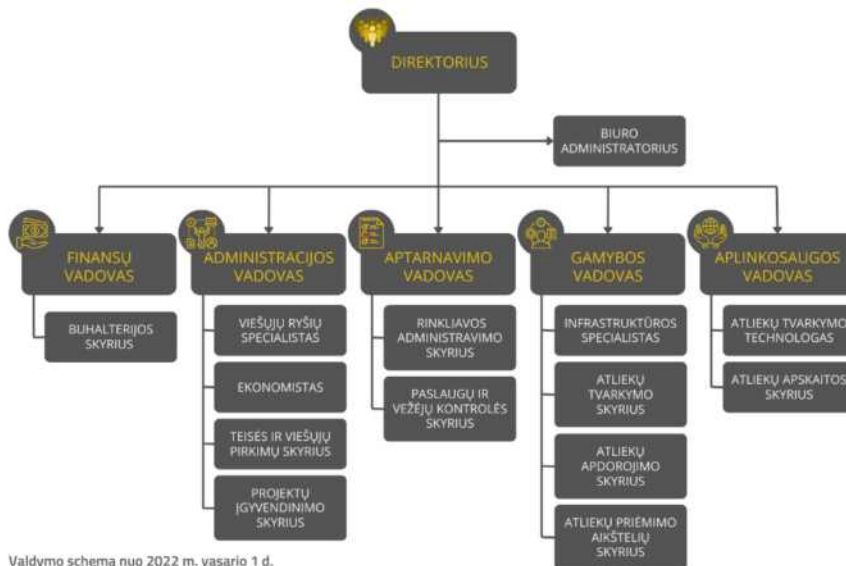 DIREKTORIUS
BIURO
ADMINISTRATORIUS
FINANSŲ
VADOVAS
BUHALTERIJOS
SKYRIUS
ADMINISTRACIJOS
VADOVAS
VIEŠŲJŲ RYŠIŲ
SPECIALISTAS
EKONOMISTAS
TEISĖS IR VIEŠŲJŲ
PIRKIMŲ SKYRIUS
PROJEKTŲ
ĮGYVENDINIMO
SKYRIUS
APTARNAVIMO
VADOVAS
RINKLIAVOS
ADMINISTRAVIMO
SKYRIUS
PASLAUGŲ IR
VEŽĖJŲ KONTROLĖS
SKYRIUS
GAMYBOS
VADOVAS
INFRASTRUKTŪROS
SPECIALISTAS
ATLIEKŲ
TVARKYMO
SKYRIUS
ATLIEKŲ
APDOROJIMO
SKYRIUS
ATLIEKŲ PRIĖMIMO
AIKŠTELIŲ
SKYRIUS
APLINKOSAUGOS
VADOVAS
ATLIEKŲ TVARKYMO
TECHNOLOGAS
ATLIEKŲ APSKAITOS
SKYRIUS
Valdymo schema nuo 2022 m. vasario 1 d.